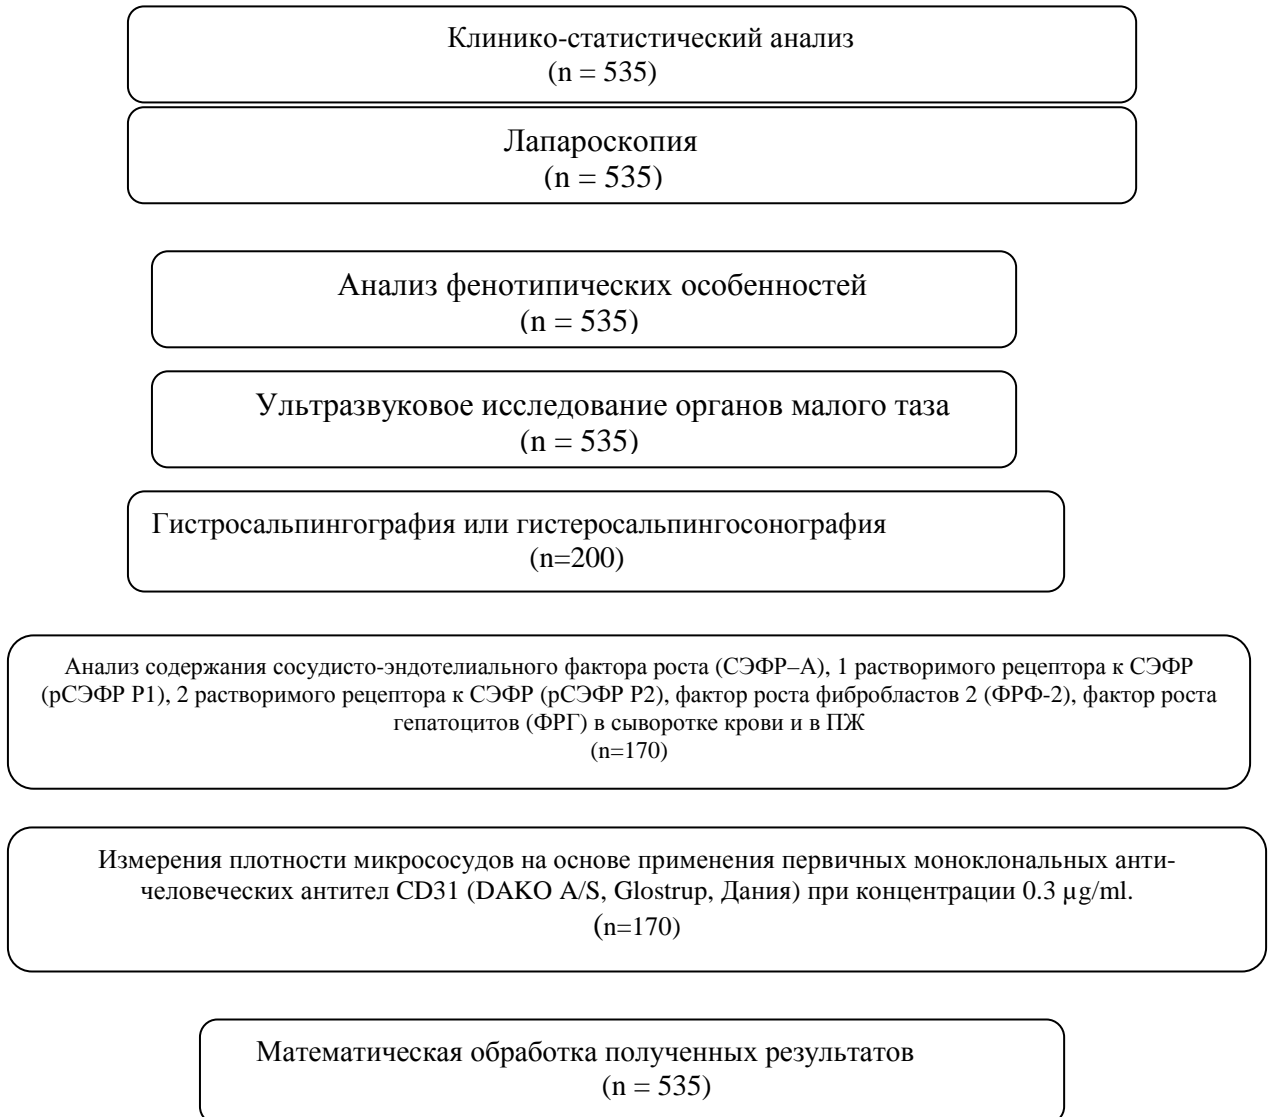 Клинико-статистический анализ
(n = 535)
Лапароскопия
(n = 535)
Анализ фенотипических особенностей
(n = 535)
Ультразвуковое исследование органов малого таза
(n = 535)
Гистросальпингография или гистеросальпингосонография
(n=200)
Анализ содержания сосудисто-эндотелиального фактора роста (СЭФР–А), 1 растворимого рецептора к СЭФР
(рСЭФР Р1), 2 растворимого рецептора к СЭФР (рСЭФР Р2), фактор роста фибробластов 2 (ФРФ-2), фактор роста
гепатоцитов (ФРГ) в сыворотке крови и в ПЖ
(n=170)
Измерения плотности микрососудов на основе применения первичных моноклональных анти-
человеческих антител CD31 (DAKO A/S, Glostrup, Дания) при концентрации 0.3 µg/ml.
(n=170)
Математическая обработка полученных результатов
(n = 535)